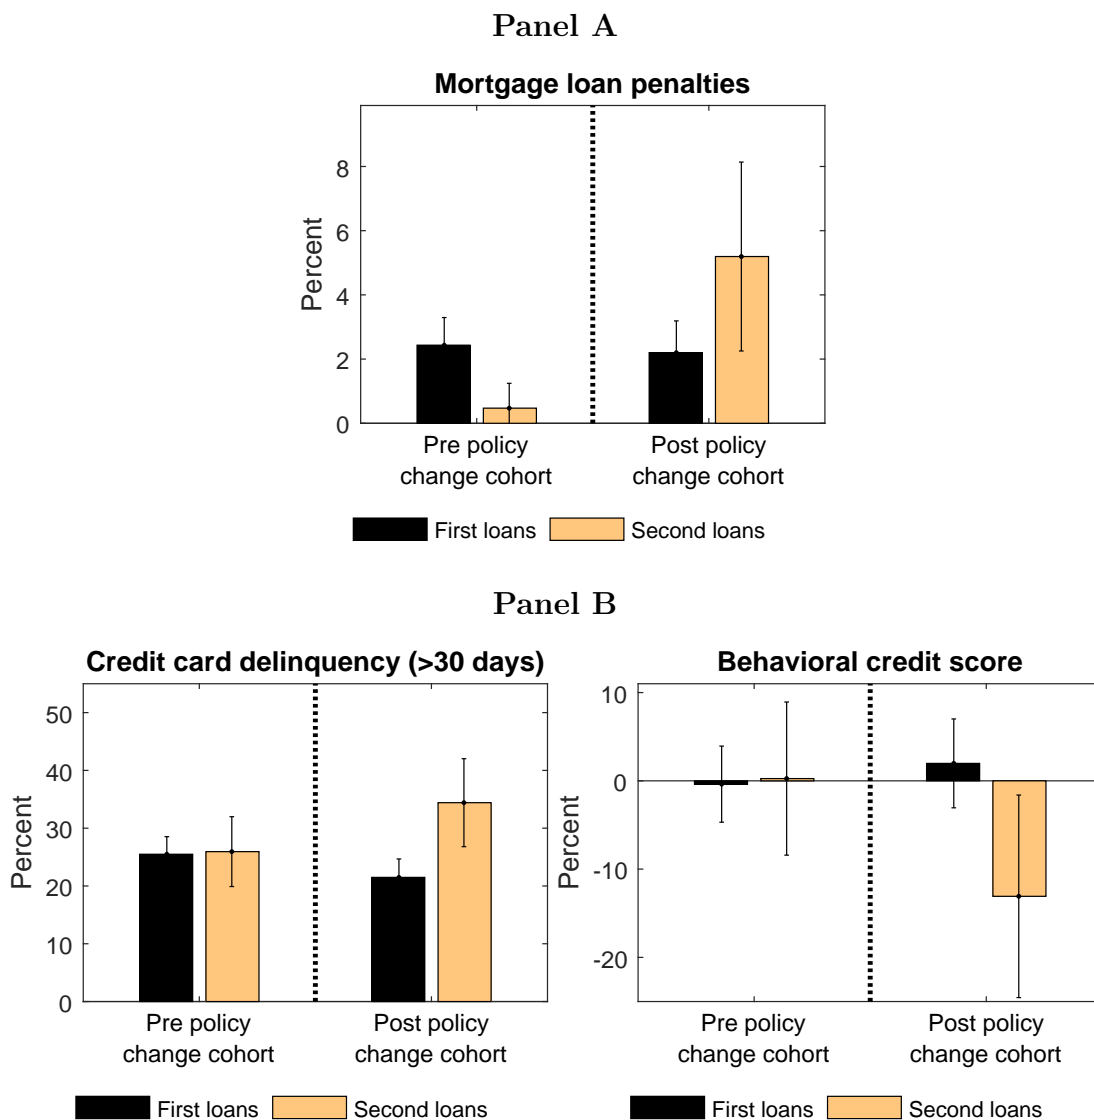 Panel A
Mortgage loan penalties
Percent
8
6
4
2
0
Pre policy
change cohort
Post policy
change cohort
First loans
Second loans
Panel B
Credit card delinquency (>30 days)
Percent
50
40
30
20
10
0
Pre policy
change cohort
Post policy
change cohort
First loans
Second loans
Behavioral credit score
Percent
10
0
-10
-20
Pre policy
change cohort
Post policy
change cohort
First loans
Second loans